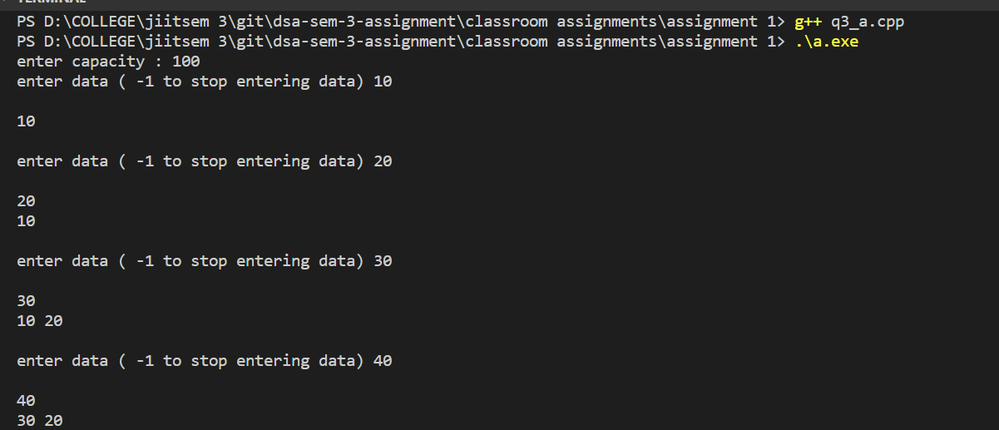 TERMINAL
PS D:\COLLEGE\jiitsem 3\git\dsa-sem-3-assignment\classroom assignments\assignment 1> g++ q3_a.cpp
PS D:\COLLEGE\jiitsem 3\git\dsa-sem-3-assignment\classroom assignments\assignment 1> .\a.exe
enter capacity : 100
enter data ( -1 to stop entering data) 10
10
enter data ( -1 to stop entering data) 20
20
10
enter data ( -1 to stop entering data) 30
30
10 20
enter data ( -1 to stop entering data) 40
40
30 20